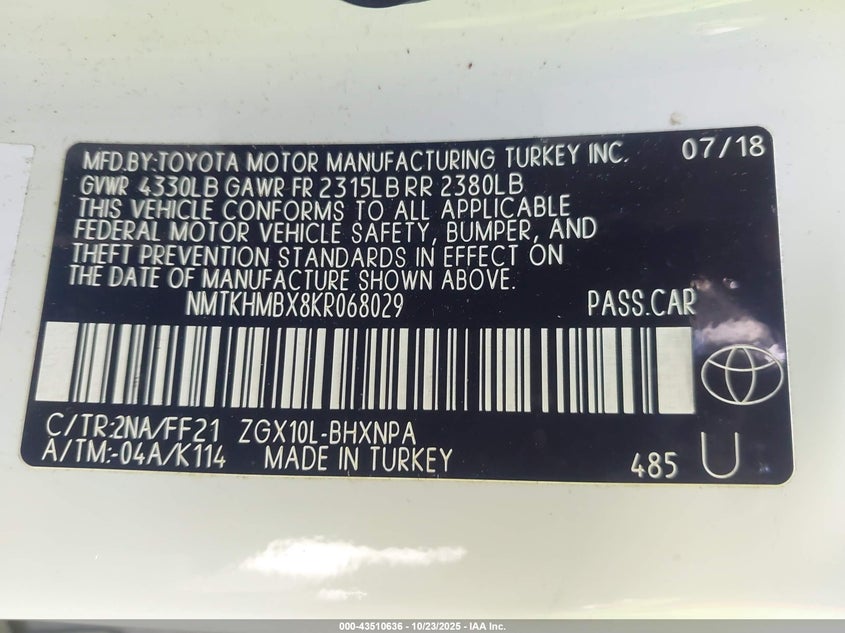 MFD.BY:TOYOTA MOTOR MANUFACTURING TURKEY INC. 07/18
GVWR 4330LB GAWR FR 2315LB RR 2380LB
THIS VEHICLE CONFORMS TO ALL APPLICABLE
FEDERAL MOTOR VEHICLE SAFETY, BUMPER, AND
THEFT PREVENTION STANDARDS IN EFFECT ON
THE DATE OF MANUFACTURE SHOWN ABOVE.
NMTKHMBX8KR068029 PASS.CAR
C/TR:2NA/FF21 ZGX10L-BHXNPA
A/TM:-04A/K114 MADE IN TURKEY 485 U
000-43510636 - 10/23/2025 - IAA Inc.